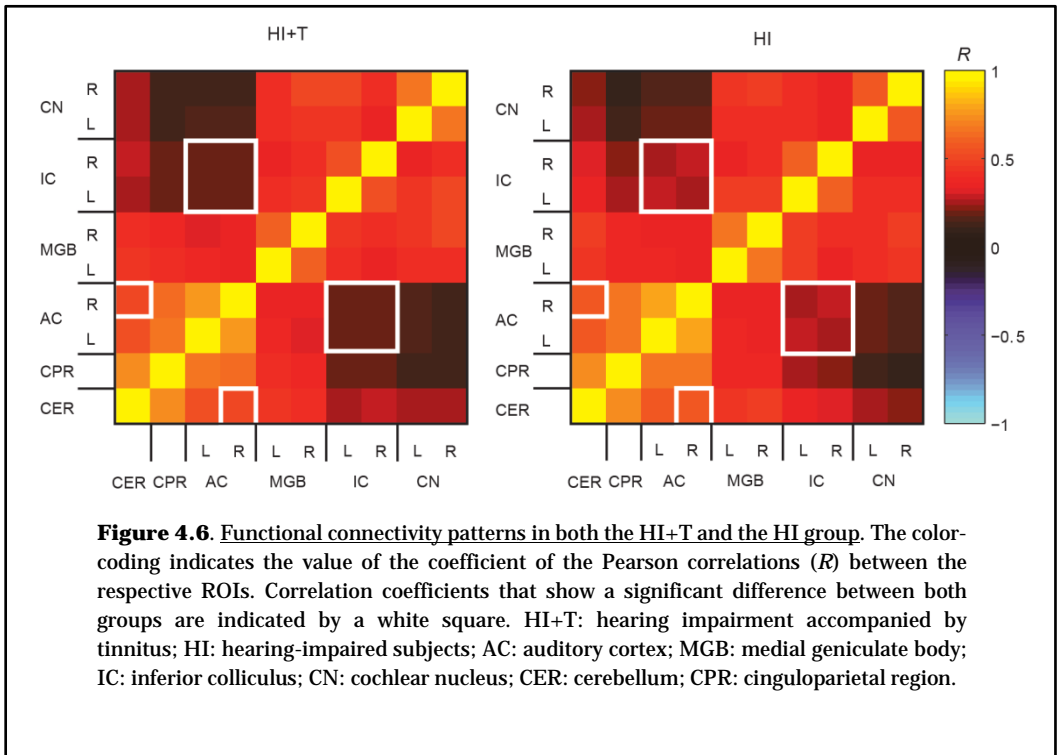 HI+T
HI
R
CN
R
L
IC
R
L
MGB
R
L
AC
R
L
CPR
CER
L R L R L R L R
CER CPR AC MGB IC CN
CN
R
L
IC
R
L
MGB
R
L
AC
R
L
CPR
CER
L R L R L R L R
CER CPR AC MGB IC CN
1
0.5
0
−0.5
−1
Figure 4.6. Functional connectivity patterns in both the HI+T and the HI group. The color-
coding indicates the value of the coefficient of the Pearson correlations (R) between the
respective ROIs. Correlation coefficients that show a significant difference between both
groups are indicated by a white square. HI+T: hearing impairment accompanied by
tinnitus; HI: hearing-impaired subjects; AC: auditory cortex; MGB: medial geniculate body;
IC: inferior colliculus; CN: cochlear nucleus; CER: cerebellum; CPR: cinguloparietal region.